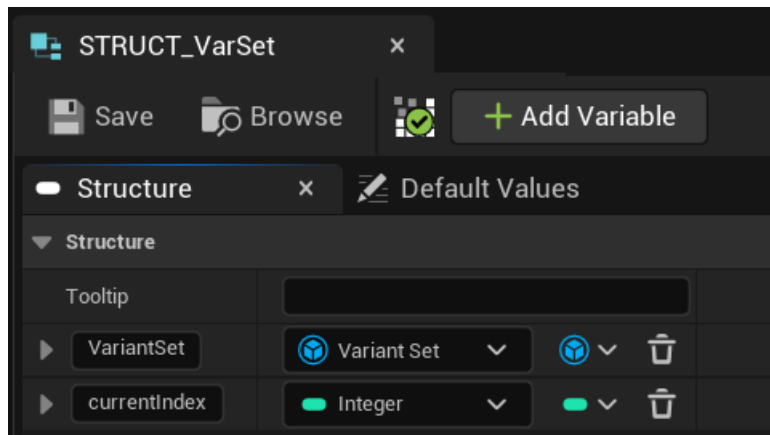 STRUCT_VarSet
Save Browse Add Variable
Structure Default Values
Structure
Tooltip
VariantSet Variant Set
currentIndex Integer